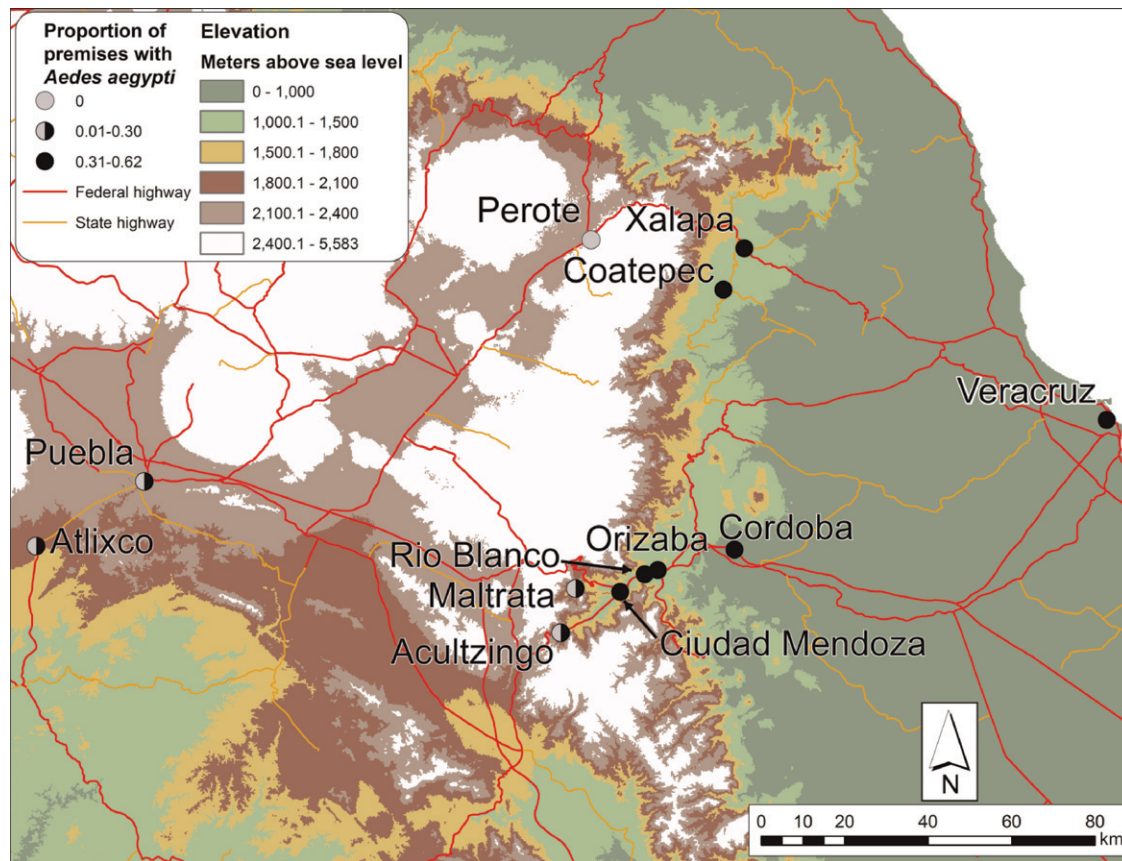 Proportion of
premises with
Aedes aegypti
0
0.01-0.30
0.31-0.62
Federal highway
State highway
Elevation
Meters above sea level
0 - 1,000
1,000.1 - 1,500
1,500.1 - 1,800
1,800.1 - 2,100
2,100.1 - 2,400
2,400.1 - 5,583
Perote
Xalapa
Coatepec
Veracruz
Puebla
Atlixco
Orizaba
Cordoba
Rio Blanco
Maltrata
Acultzingo
Ciudad Mendoza
N
0 20 40 60 80
km